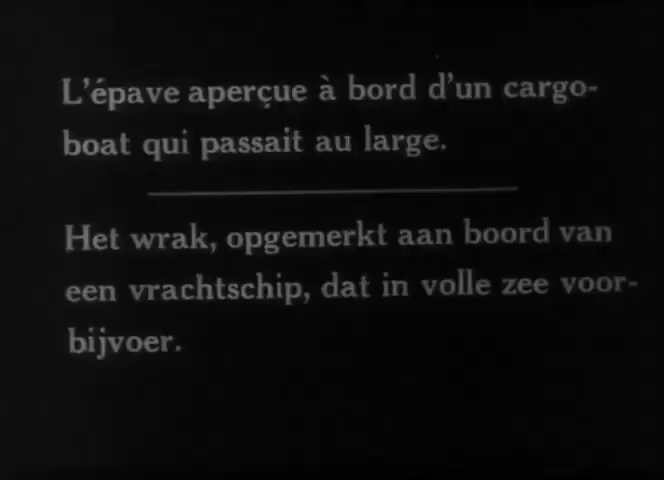 L'épave aperçue à bord d'un cargo-
boat qui passait au large.
Het wrak, opgemerkt aan boord van
een vrachtschip, dat in volle zee voor-
bijvoer.